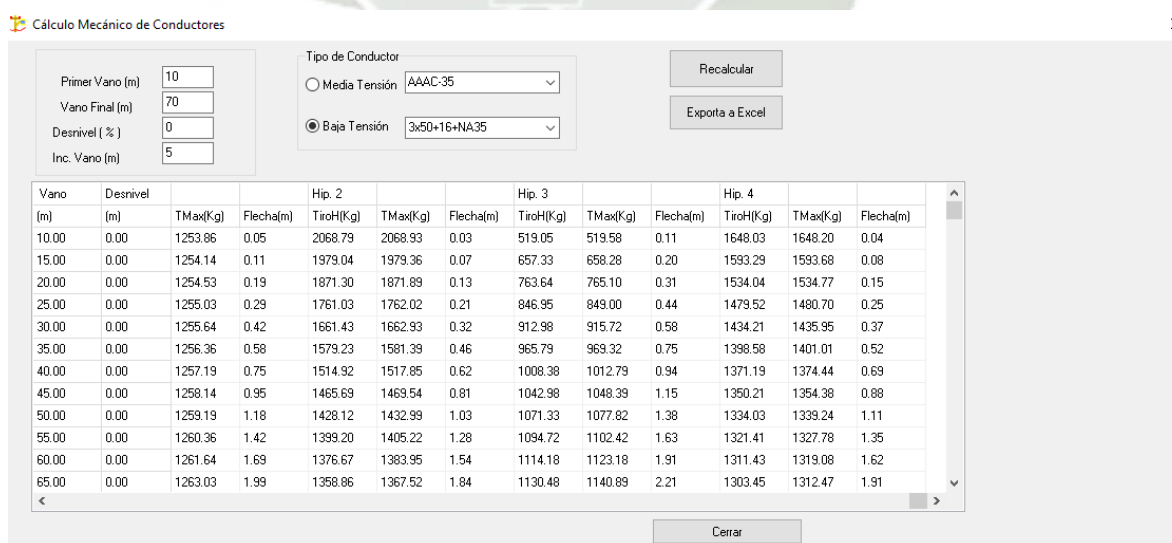 Cálculo Mecánico de Conductores
Primer Vano (m) 10
Vano Final (m) 70
Desnivel ( % ) 0
Inc. Vano (m) 5
Tipo de Conductor
Media Tensión AAAC-35
Baja Tensión 3x50+16+NA35
Recalcular
Exporta a Excel
Vano Desnivel Hip. 2 Hip. 3 Hip. 4
(m) (m) TMax(Kg) Flecha(m) TiroH(Kg) TMax(Kg) Flecha(m) TiroH(Kg) TMax(Kg) Flecha(m) TiroH(Kg) TMax(Kg) Flecha(m)
10.00 0.00 1253.86 0.05 2068.79 2068.93 0.03 519.05 519.58 0.11 1648.03 1648.20 0.04
15.00 0.00 1254.14 0.11 1979.04 1979.36 0.07 657.33 658.28 0.20 1593.29 1593.68 0.08
20.00 0.00 1254.53 0.19 1871.30 1871.89 0.13 763.64 765.10 0.31 1534.04 1534.77 0.15
25.00 0.00 1255.03 0.29 1761.03 1762.02 0.21 846.95 849.00 0.44 1479.52 1480.70 0.25
30.00 0.00 1255.64 0.42 1661.43 1662.93 0.32 912.98 915.72 0.58 1434.21 1435.95 0.37
35.00 0.00 1256.36 0.58 1579.23 1581.39 0.46 965.79 969.32 0.75 1398.58 1401.01 0.52
40.00 0.00 1257.19 0.75 1514.92 1517.85 0.62 1008.38 1012.79 0.94 1371.19 1374.44 0.69
45.00 0.00 1258.14 0.95 1465.69 1469.54 0.81 1042.98 1048.39 1.15 1350.21 1354.38 0.88
50.00 0.00 1259.19 1.18 1428.12 1432.99 1.03 1071.33 1077.82 1.38 1334.03 1339.24 1.11
55.00 0.00 1260.36 1.42 1399.20 1405.22 1.28 1094.72 1102.42 1.63 1321.41 1327.78 1.35
60.00 0.00 1261.64 1.69 1376.67 1383.95 1.54 1114.18 1123.18 1.91 1311.43 1319.08 1.62
65.00 0.00 1263.03 1.99 1358.86 1367.52 1.84 1130.48 1140.89 2.21 1303.45 1312.47 1.91
Cerrar